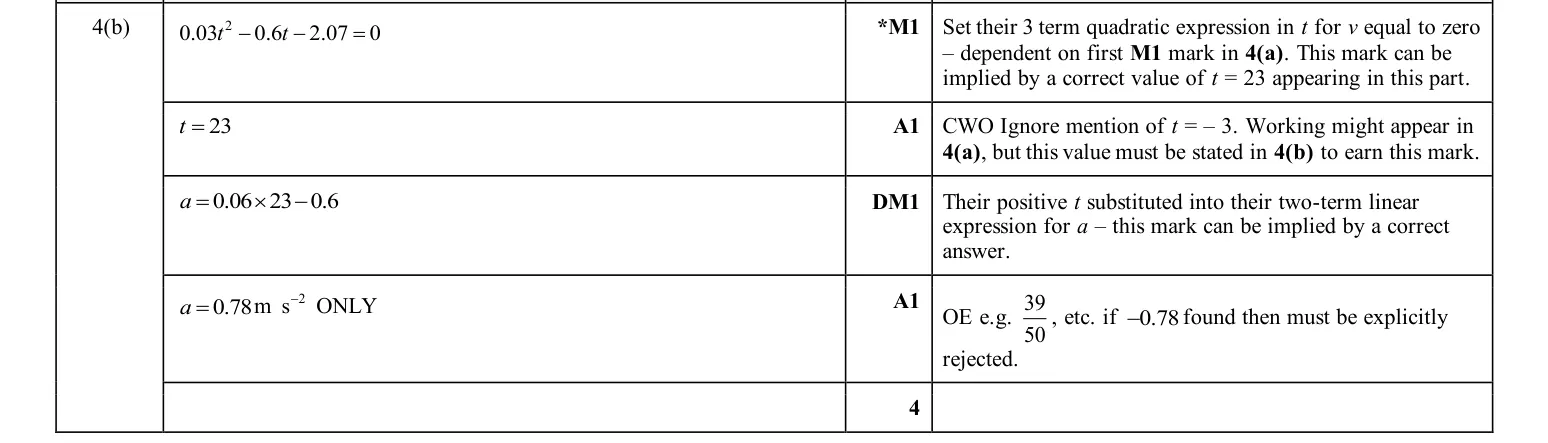 4(b)
0.03t² − 0.6t − 2.07 = 0
*M1
Set their 3 term quadratic expression in t for v equal to zero
– dependent on first M1 mark in 4(a). This mark can be
implied by a correct value of t = 23 appearing in this part.
t = 23
A1
CWO Ignore mention of t = – 3. Working might appear in
4(a), but this value must be stated in 4(b) to earn this mark.
a = 0.06 × 23 − 0.6
DM1
Their positive t substituted into their two-term linear
expression for a – this mark can be implied by a correct
answer.
a = 0.78 m s⁻² ONLY
A1
OE e.g. 39/50, etc. if −0.78 found then must be explicitly
rejected.
4